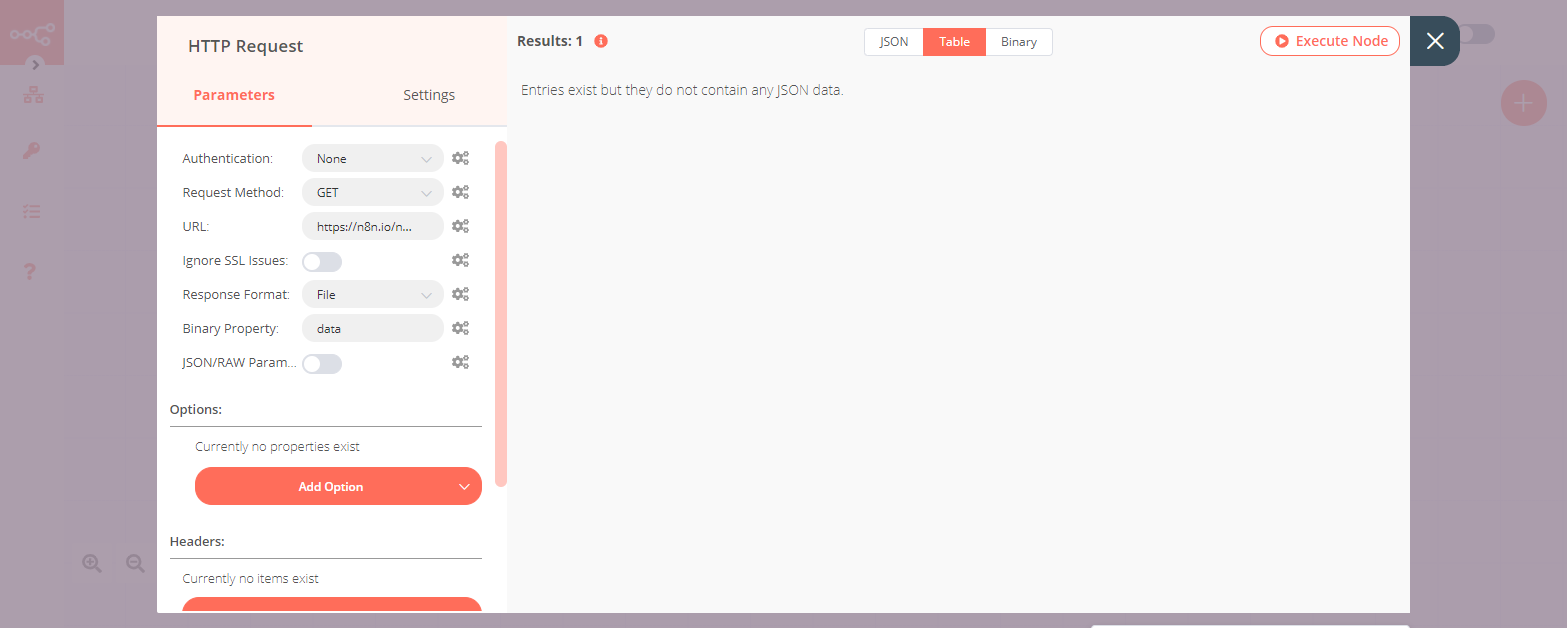 HTTP Request
Parameters
Settings
Authentication:
None
Request Method:
GET
URL:
https://n8n.io/n...
Ignore SSL Issues:
Response Format:
File
Binary Property:
data
JSON/RAW Param...
Options:
Currently no properties exist
Add Option
Headers:
Currently no items exist
Results: 1
JSON
Table
Binary
Execute Node
Entries exist but they do not contain any JSON data.